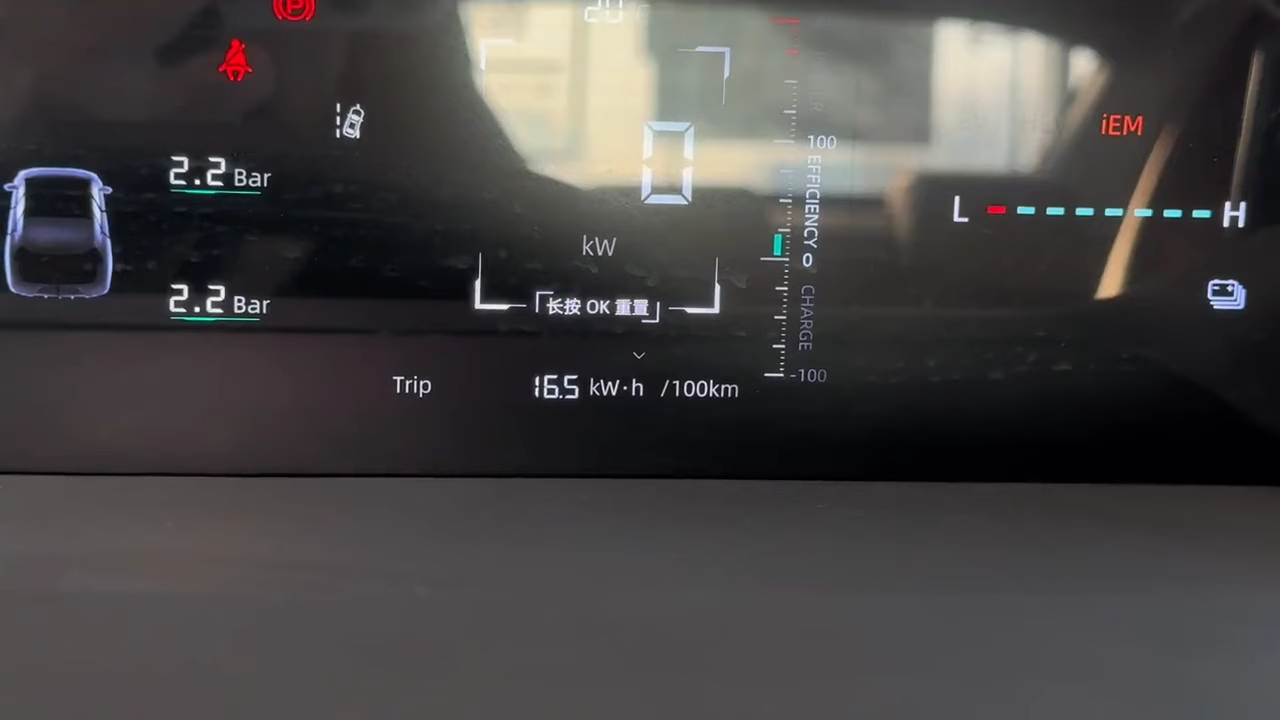 P
iEM
100
2.2 Bar
0
EFFICIENCY
L
H
kW
0
2.2 Bar
长按 OK 重置
CHARGE
-100
Trip
16.5 kW·h /100km